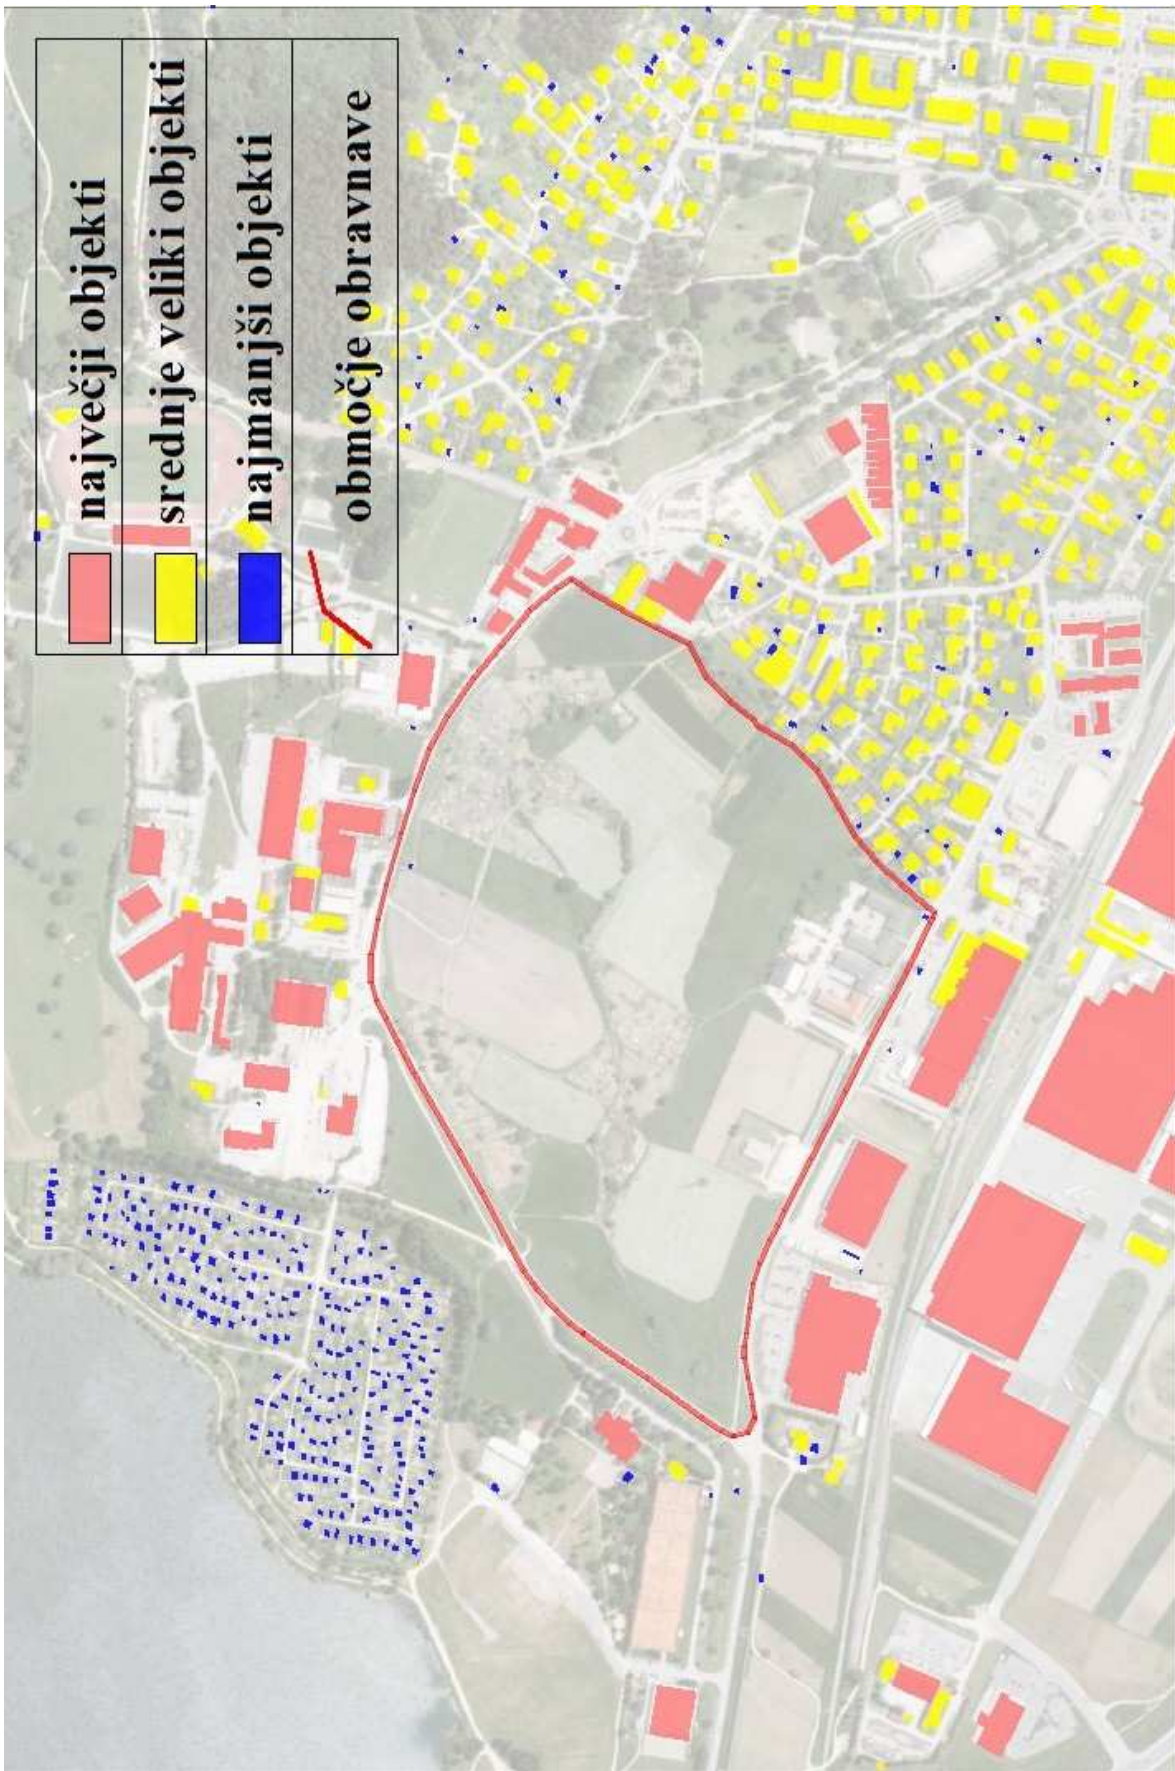 največji objekti
srednje veliki objekti
najmanjši objekti
območje obravnave